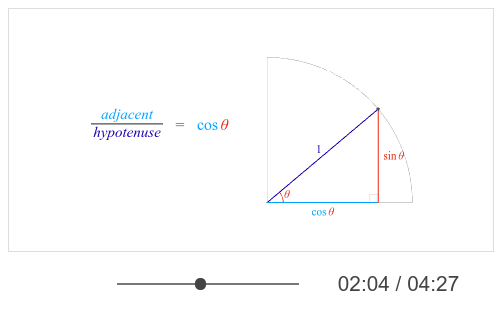 adjacent
hypotenuse
= cos θ
1
sin θ
θ
cos θ
02:04 / 04:27